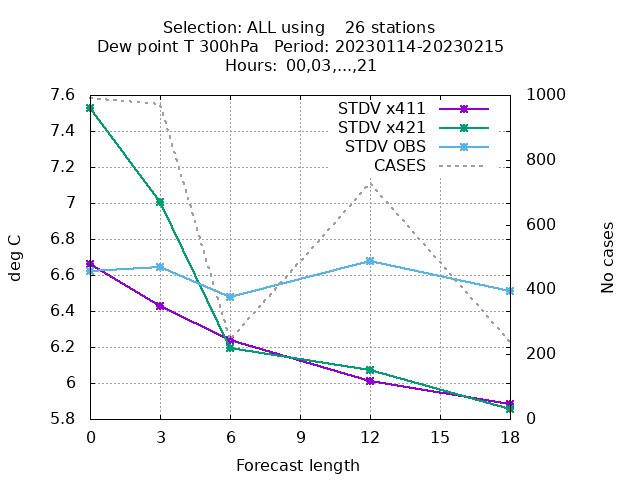 Selection: ALL using    26 stations
Dew point T 300hPa   Period: 20230114-20230215
Hours: 00,03,...,21
STDV x411
STDV x421
STDV OBS
CASES
7.6
7.4
7.2
7
6.8
6.6
6.4
6.2
6
5.8
1000
800
600
400
200
0
deg C
No cases
0 3 6 9 12 15 18
Forecast length